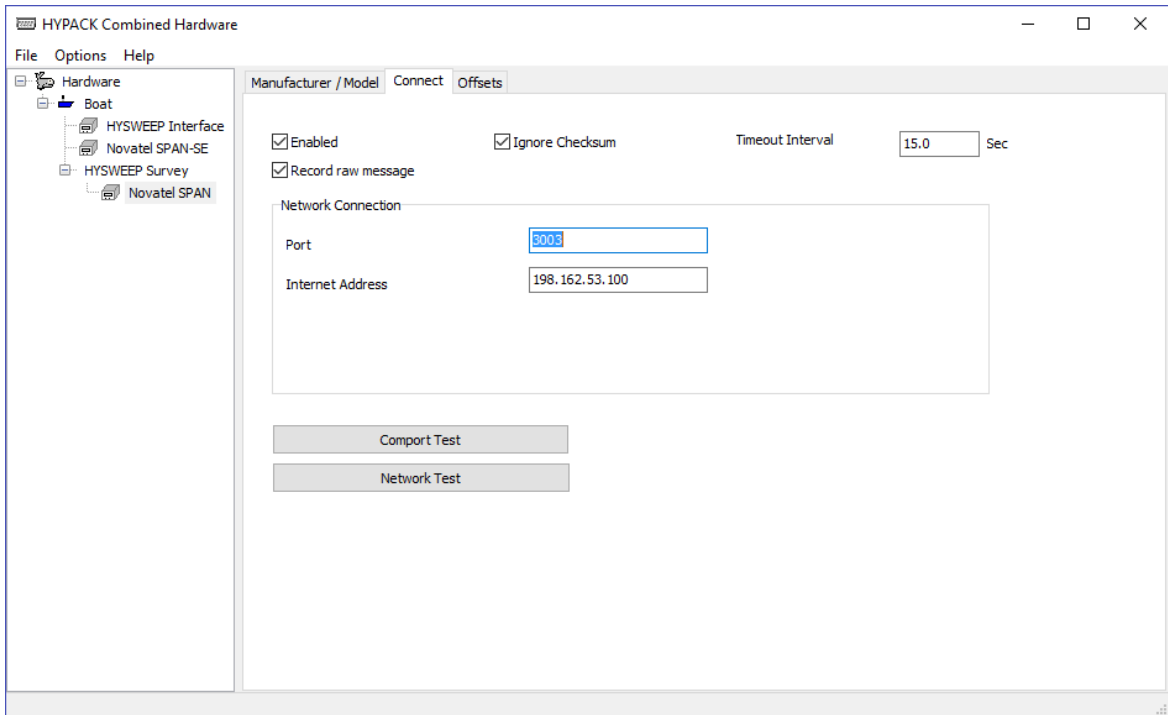 HYPACK Combined Hardware
File Options Help
Hardware
Boat
HYSWEEP Interface
Novatel SPAN-SE
HYSWEEP Survey
Novatel SPAN
Manufacturer / Model Connect Offsets
Enabled Ignore Checksum Timeout Interval 15.0 Sec
Record raw message
Network Connection
Port 3003
Internet Address 198.162.53.100
Comport Test
Network Test